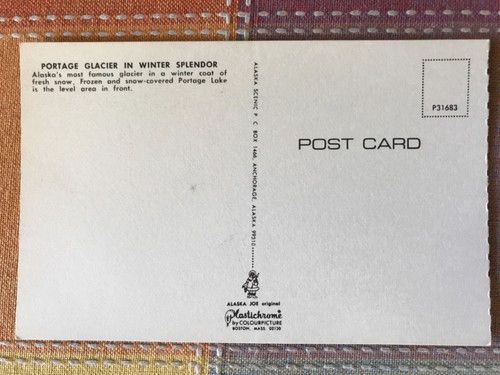 PORTAGE GLACIER IN WINTER SPLENDOR
Alaska's most famous glacier in a winter coat of
fresh snow. Frozen and snow-covered Portage Lake
is the level area in front.
ALASKA SCENIC P. C. BOX 1466, ANCHORAGE, ALASKA 99510
P31683
POST CARD
ALASKA JOE original
Plastichrome
by COLOURPICTURE
BOSTON, MASS. 02130